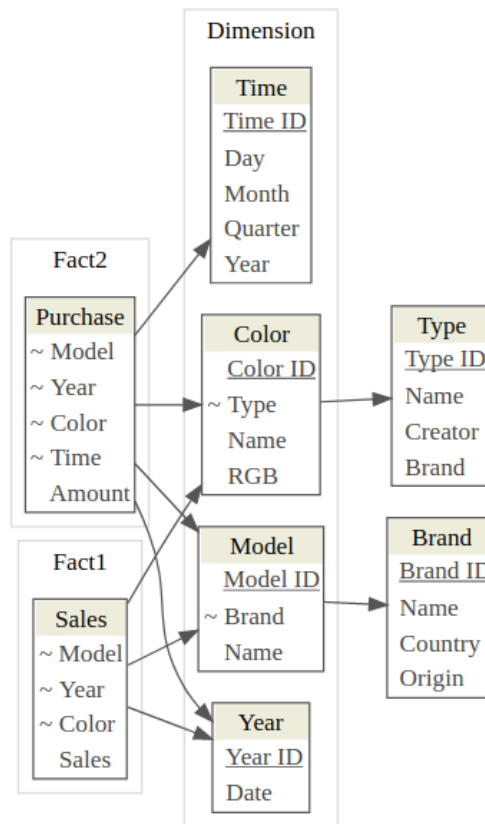 Dimension
Time
Time ID
Day
Month
Quarter
Year
Fact2
Purchase
~ Model
~ Year
~ Color
~ Time
Amount
Color
Color ID
~ Type
Name
RGB
Type
Type ID
Name
Creator
Brand
Fact1
Sales
~ Model
~ Year
~ Color
Sales
Model
Model ID
~ Brand
Name
Brand
Brand ID
Name
Country
Origin
Year
Year ID
Date